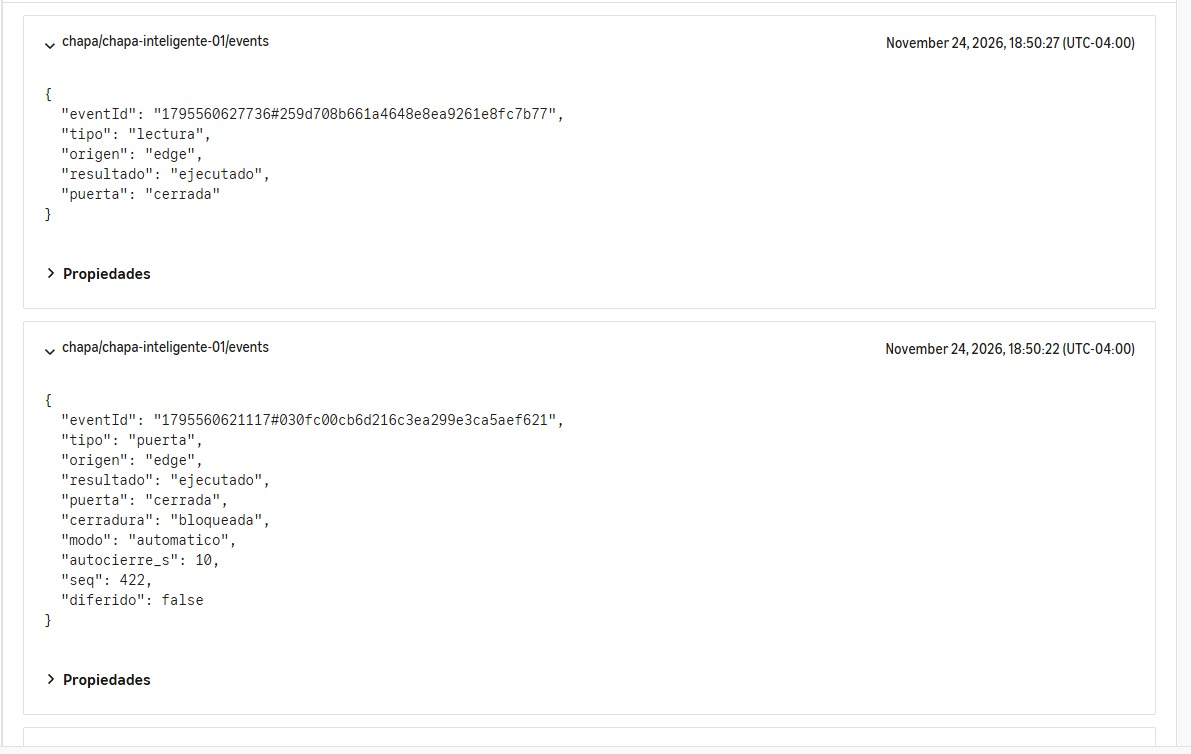 chapa/chapa-inteligente-01/events
November 24, 2026, 18:50:27 (UTC-04:00)
{
"eventId": "1795560627736#259d708b661a4648e8ea9261e8fc7b77",
"tipo": "lectura",
"origen": "edge",
"resultado": "ejecutado",
"puerta": "cerrada"
}
Propiedades
chapa/chapa-inteligente-01/events
November 24, 2026, 18:50:22 (UTC-04:00)
{
"eventId": "1795560621117#030fc00cb6d216c3ea299e3ca5aef621",
"tipo": "puerta",
"origen": "edge",
"resultado": "ejecutado",
"puerta": "cerrada",
"cerradura": "bloqueada",
"modo": "automatico",
"autocierre_s": 10,
"seq": 422,
"diferido": false
}
Propiedades